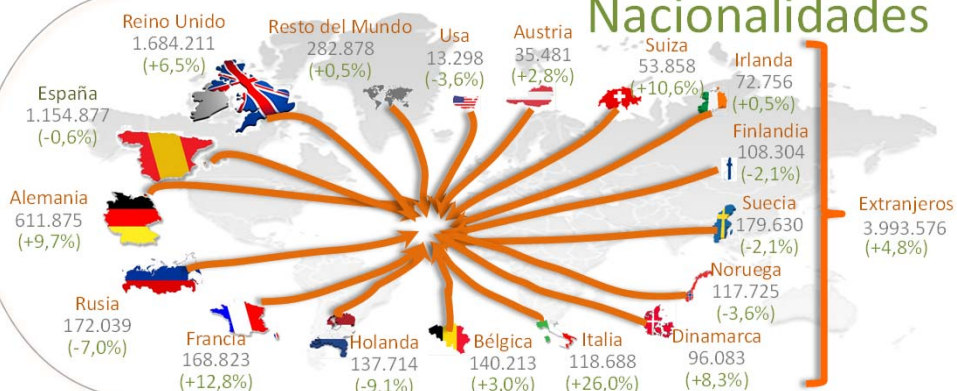 Nacionalidades
Reino Unido
1.684.211
(+6,5%)
Resto del Mundo
282.878
(+0,5%)
Usa
13.298
(-3,6%)
Austria
35.481
(+2,8%)
Suiza
53.858
(+10,6%)
Irlanda
72.756
(+0,5%)
España
1.154.877
(-0,6%)
Finlandia
108.304
(-2,1%)
Alemania
611.875
(+9,7%)
Suecia
179.630
(-2,1%)
Extranjeros
3.993.576
(+4,8%)
Noruega
117.725
(-3,6%)
Rusia
172.039
(-7,0%)
Francia
168.823
(+12,8%)
Holanda
137.714
(-9,1%)
Bélgica
140.213
(+3,0%)
Italia
118.688
(+26,0%)
Dinamarca
96.083
(+8,3%)